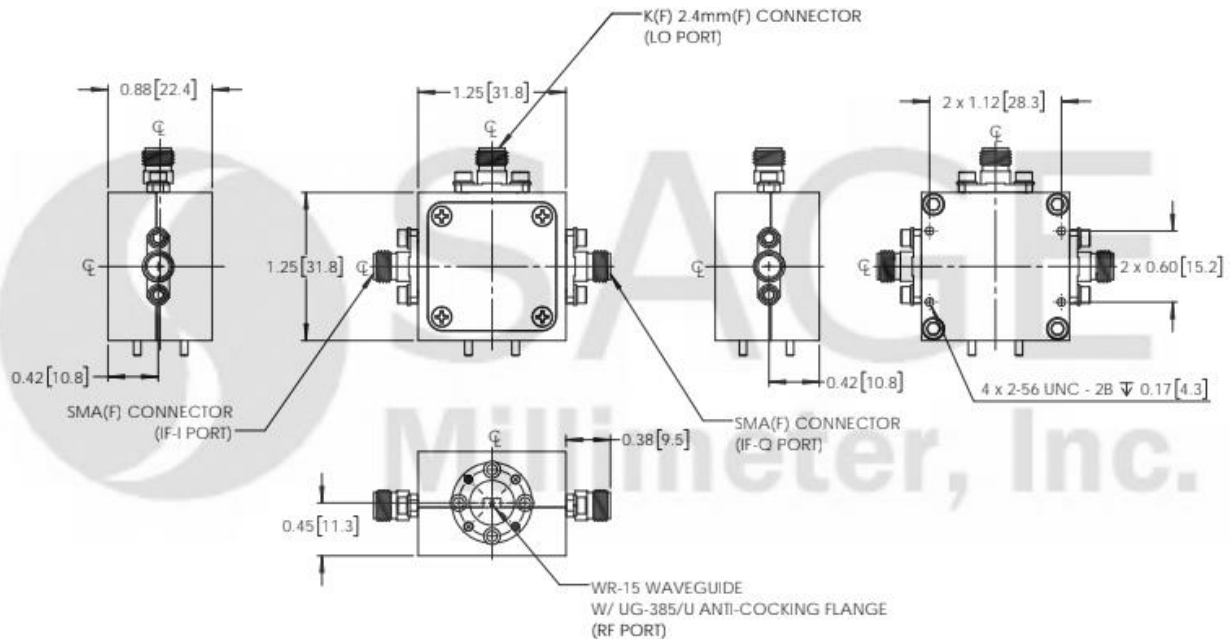 K(F) 2.4mm(F) CONNECTOR
(LO PORT)
0.88[22.4]
1.25[31.8]
2 x 1.12[28.3]
℄
℄
℄
SAGE
℄
1.25[31.8]
℄
℄
2 x 0.60[15.2]
0.42[10.8]
0.42[10.8]
4 x 2-56 UNC - 2B ↧ 0.17[4.3]
SMA(F) CONNECTOR
(IF-I PORT)
SMA(F) CONNECTOR
(IF-Q PORT)
℄
0.38[9.5]
Millimeter, Inc.
0.45[11.3]
WR-15 WAVEGUIDE
W/ UG-385/U ANTI-COCKING FLANGE
(RF PORT)